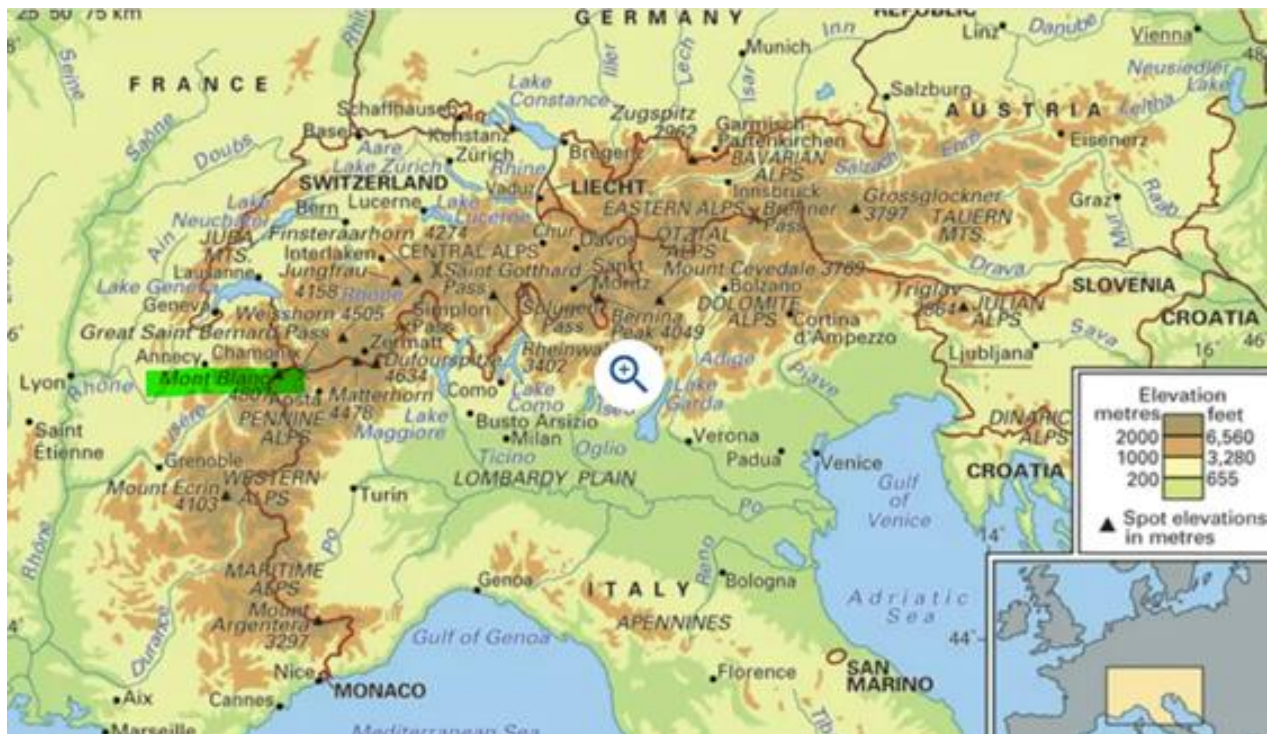 25 50 75 km
GERMANY
REPUBLIC
Linz
Danube
Vienna
48
Seine
FRANCE
Saône
Doubs
Ain
Rhin
Iller
Lech
Isar
Munich
Inn
Salzburg
AUSTRIA
Neusiedler
Lake
Leitha
Eisenerz
Enns
Salzach
Schaffhausen
Basel
Konstanz
Lake
Constance
Zugspitz
2962
Garmisch-
Partenkirchen
BAVARIAN
ALPS
Bregenz
Aare
Lake Zürich
Zürich
Rhine
Vaduz
LIECHT.
SWITZERLAND
Innsbruck
EASTERN ALPS
Brenner
Pass
Grossglockner
3797
TAUERN
MTS.
Graz
Mur
Raab
Lake
Bern
Lucerne
Lake
Lucerne
Finsteraarhorn
4274
JURA
MTS.
Interlaken
CENTRAL ALPS
Chur
Davos
ÖTZTAL
ALPS
Drava
Lausanne
Jungfrau
4158
Saint Gotthard
Pass
Sankt
Moritz
Mount Cevedale 3769
Bolzano
SLOVENIA
Lake Geneva
Geneva
Rhône
Weisshorn 4505
Simplon
Pass
Splügen
Pass
Bernina
Peak 4049
DOLOMITE
ALPS
Cortina
d'Ampezzo
Triglav
2864
JULIAN
ALPS
CROATIA
Great Saint Bernard Pass
Zermatt
Dufourspitze
4634
3402
Adige
Ljubljana
Sava
16°
46°
Annecy
Chamonix
Mont Blanc
4807
Aosta
Matterhorn
4478
Como
Lake
Como
Lake
Garda
Piave
Lyon
Rhône
Isère
PENNINE
ALPS
Lake
Maggiore
Busto Arsizio
Milan
Ticino
Oglio
Verona
Padua
Venice
Saint
Étienne
Grenoble
WESTERN
ALPS
Mount Ecrin
4103
Turin
LOMBARDY PLAIN
Gulf
of
Venice
DINARIC
ALPS
CROATIA
Elevation
metres
feet
2000
6,560
1000
3,280
200
655
Spot elevations
in metres
Rhône
Po
Po
Reno
14°
MARITIME
ALPS
Genoa
ITALY
Bologna
Adriatic
Sea
Mount
Argentera
3297
Gulf of Genoa
APENNINES
44°
Durance
Nice
MONACO
Florence
SAN
MARINO
Aix
Cannes
Marseille
Mediterranean Sea